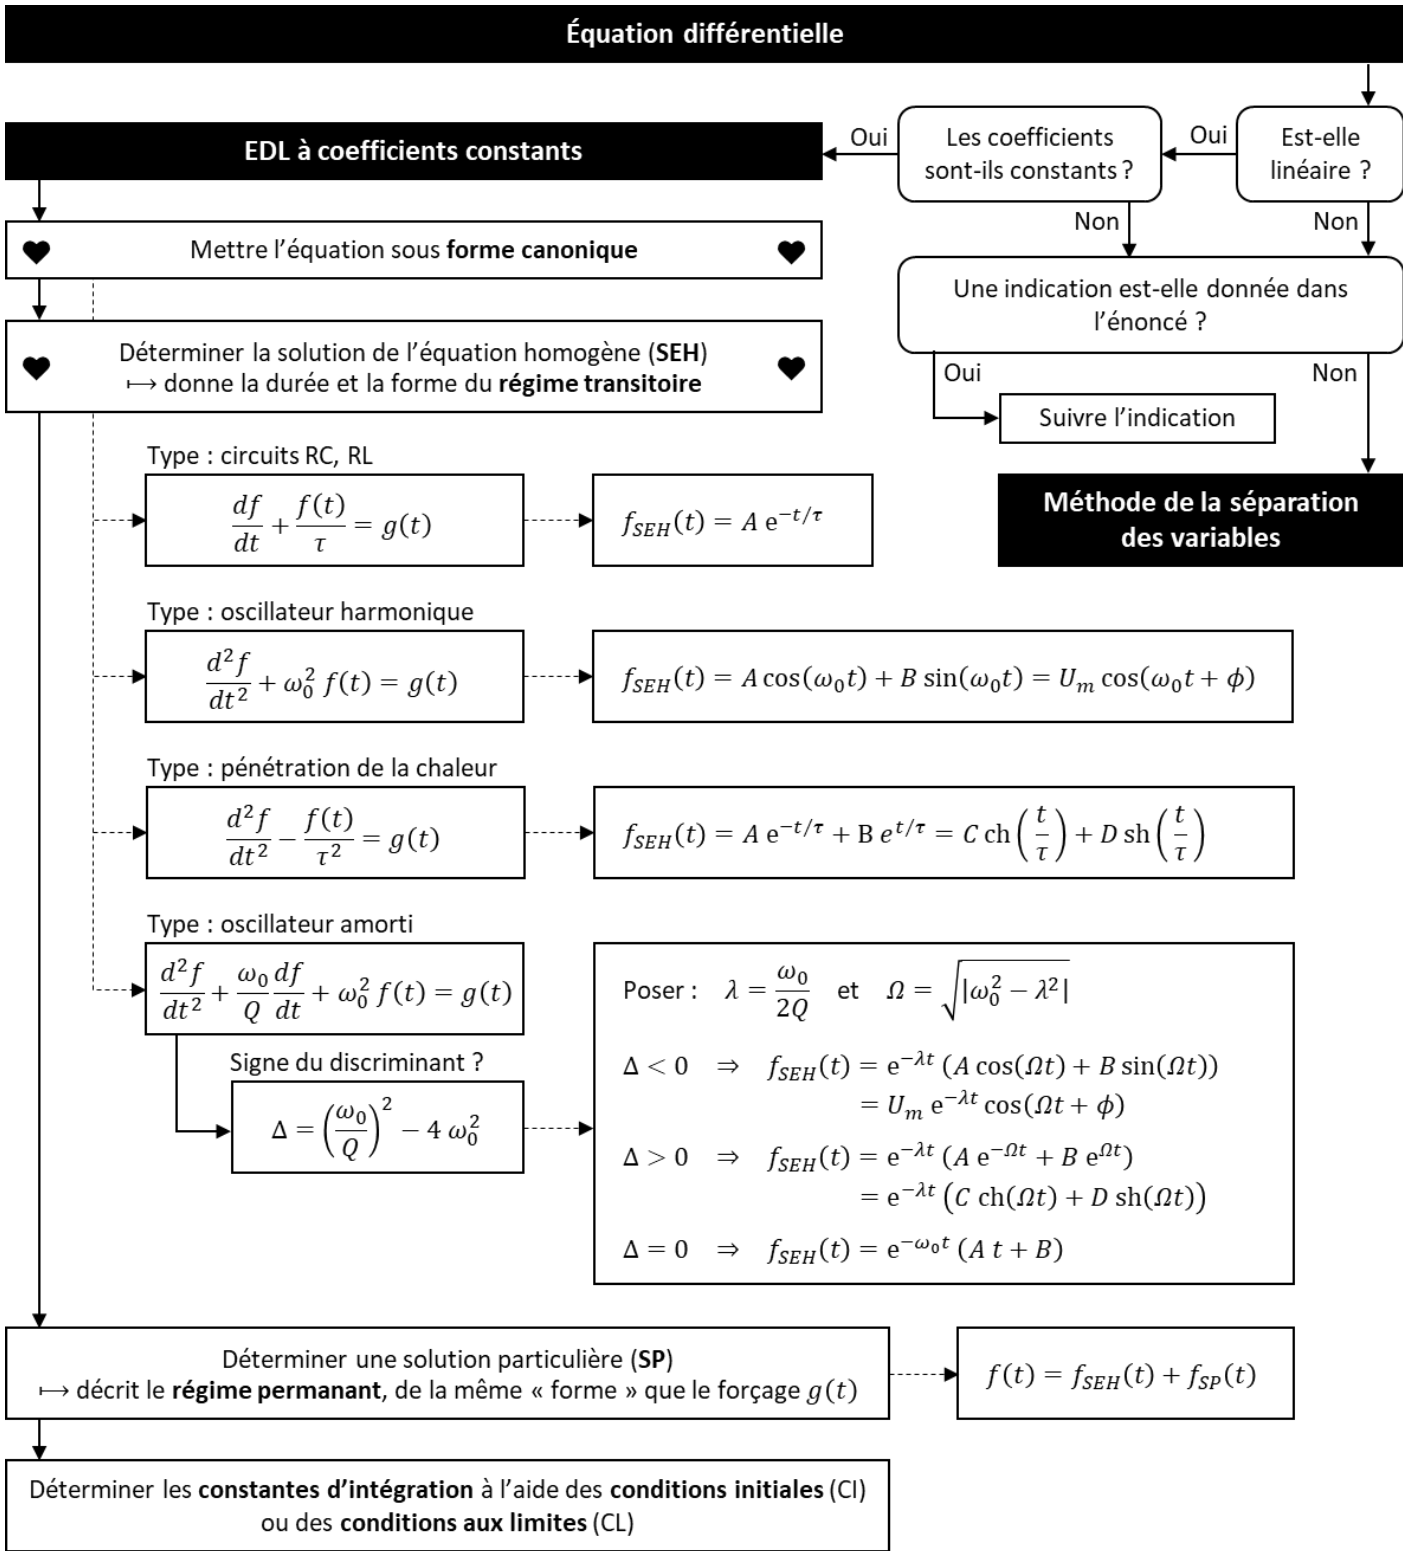 Équation différentielle
Est-elle
linéaire ?
Oui
Non
Les coefficients
sont-ils constants ?
Oui
Non
EDL à coefficients constants
Une indication est-elle donnée dans
l’énoncé ?
Oui
Non
Suivre l’indication
Méthode de la séparation
des variables
♥ Mettre l’équation sous forme canonique ♥
♥ Déterminer la solution de l’équation homogène (SEH) ♥
⟼ donne la durée et la forme du régime transitoire
Type : circuits RC, RL
df/dt + f(t)/τ = g(t)
f_SEH(t) = A e^{−t/τ}
Type : oscillateur harmonique
d²f/dt² + ω₀² f(t) = g(t)
f_SEH(t) = A cos(ω₀t) + B sin(ω₀t) = U_m cos(ω₀t + ϕ)
Type : pénétration de la chaleur
d²f/dt² − f(t)/τ² = g(t)
f_SEH(t) = A e^{−t/τ} + B e^{t/τ} = C ch(t/τ) + D sh(t/τ)
Type : oscillateur amorti
d²f/dt² + ω₀/Q df/dt + ω₀² f(t) = g(t)
Signe du discriminant ?
Δ = (ω₀/Q)² − 4 ω₀²
Poser : λ = ω₀/2Q et Ω = √|ω₀² − λ²|
Δ < 0 ⇒ f_SEH(t) = e^{−λt} (A cos(Ωt) + B sin(Ωt))
= U_m e^{−λt} cos(Ωt + ϕ)
Δ > 0 ⇒ f_SEH(t) = e^{−λt} (A e^{−Ωt} + B e^{Ωt})
= e^{−λt} (C ch(Ωt) + D sh(Ωt))
Δ = 0 ⇒ f_SEH(t) = e^{−ω₀t} (A t + B)
Déterminer une solution particulière (SP)
⟼ décrit le régime permanant, de la même « forme » que le forçage g(t)
f(t) = f_SEH(t) + f_SP(t)
Déterminer les constantes d’intégration à l’aide des conditions initiales (CI)
ou des conditions aux limites (CL)